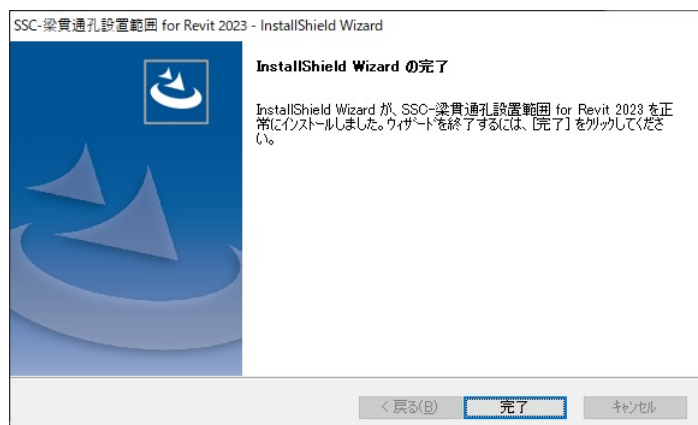 SSC-梁貫通孔設置範囲 for Revit 2023 - InstallShield Wizard
InstallShield Wizard の完了
InstallShield Wizard が、SSC-梁貫通孔設置範囲 for Revit 2023 を正
常にインストールしました。ウィザードを終了するには、[完了] をクリックしてくださ
い。
< 戻る(B)
完了
キャンセル